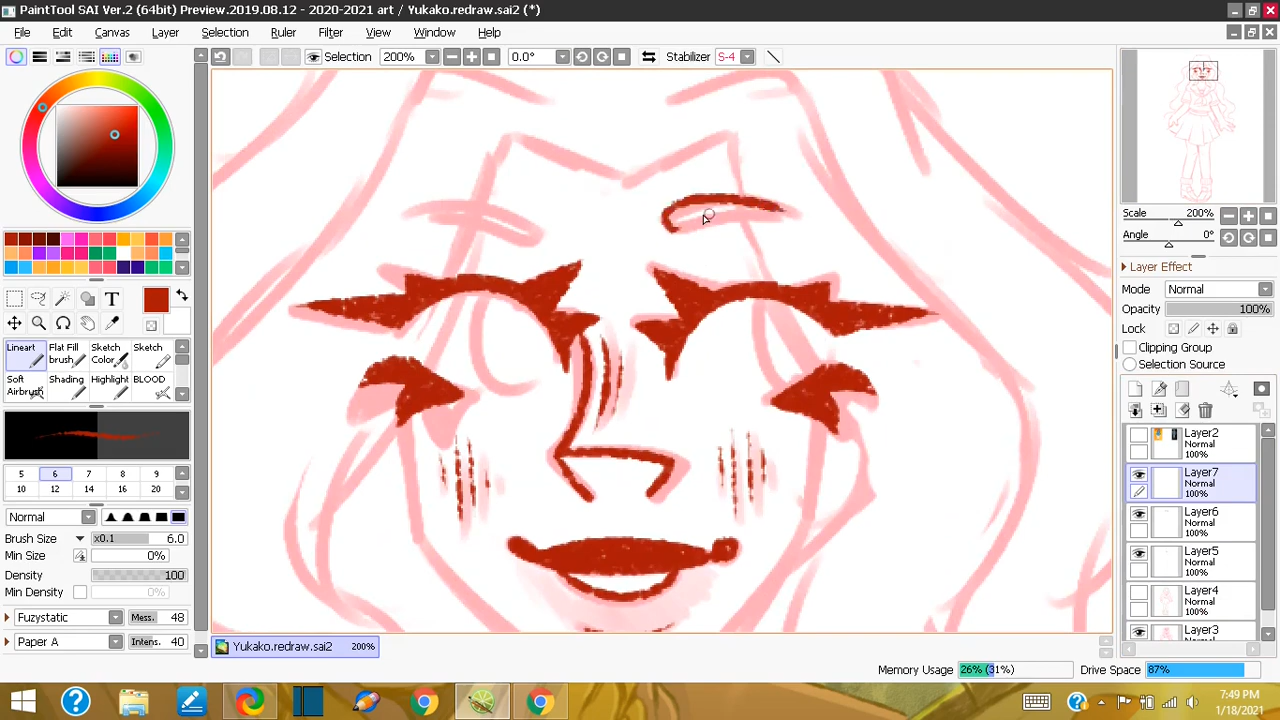 PaintTool SAI Ver.2 (64bit) Preview.2019.08.12 - 2020-2021 art / Yukako.redraw.sai2 (*)
File Edit Canvas Layer Selection Ruler Filter View Window Help
Selection 200% 0.0° Stabilizer S-4
Scale 200%
Angle 0°
Layer Effect
Mode Normal
Opacity 100%
Lock
Clipping Group
Selection Source
T
Lineart Flat Fill brush Sketch Color Sketch
Soft Airbrush Shading Highlight BLOOD
5 6 7 8 9
10 12 14 16 20
Normal
Brush Size x0.1 6.0
Min Size 0%
Density 100
Min Density 0%
Fuzystatic Mess. 48
Paper A Intens. 40
Layer2
Normal
100%
Layer7
Normal
100%
Layer6
Normal
100%
Layer5
Normal
100%
Layer4
Normal
100%
Layer3
Normal
Yukako.redraw.sai2 200%
Memory Usage 26% (31%) Drive Space 87%
7:49 PM
1/18/2021